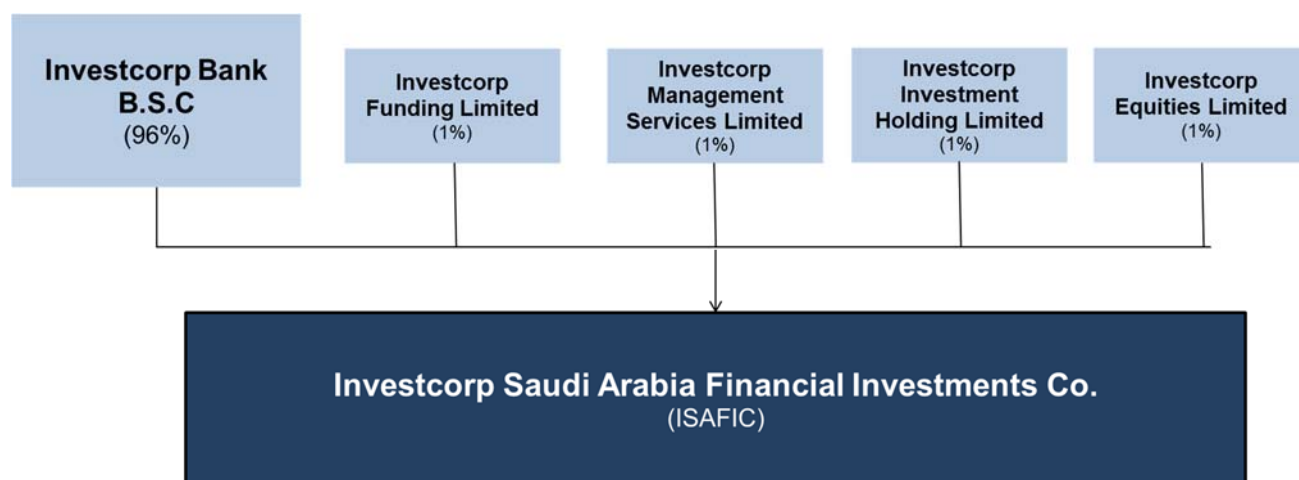 Investcorp Bank
B.S.C
(96%)
Investcorp
Funding Limited
(1%)
Investcorp
Management
Services Limited
(1%)
Investcorp
Investment
Holding Limited
(1%)
Investcorp
Equities Limited
(1%)
Investcorp Saudi Arabia Financial Investments Co.
(ISAFIC)